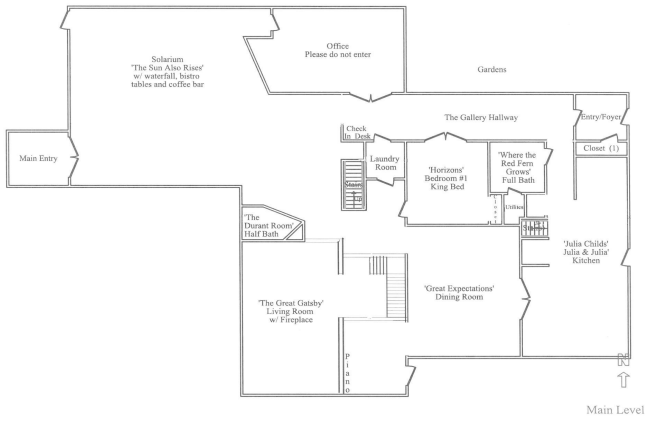 Solarium
'The Sun Also Rises'
w/ waterfall, bistro
tables and coffee bar
Office
Please do not enter
Gardens
The Gallery Hallway
Entry/Foyer
Closet (1)
Main Entry
Check
In Desk
Laundry
Room
'Horizons'
Bedroom #1
King Bed
'Where the
Red Fern
Grows'
Full Bath
Utilities
Stairs
Up
'The
Durant Room'
Half Bath
'Julia Childs'
Julia & Julia'
Kitchen
'The Great Gatsby'
Living Room
w/ Fireplace
'Great Expectations'
Dining Room
Piano
N
Main Level